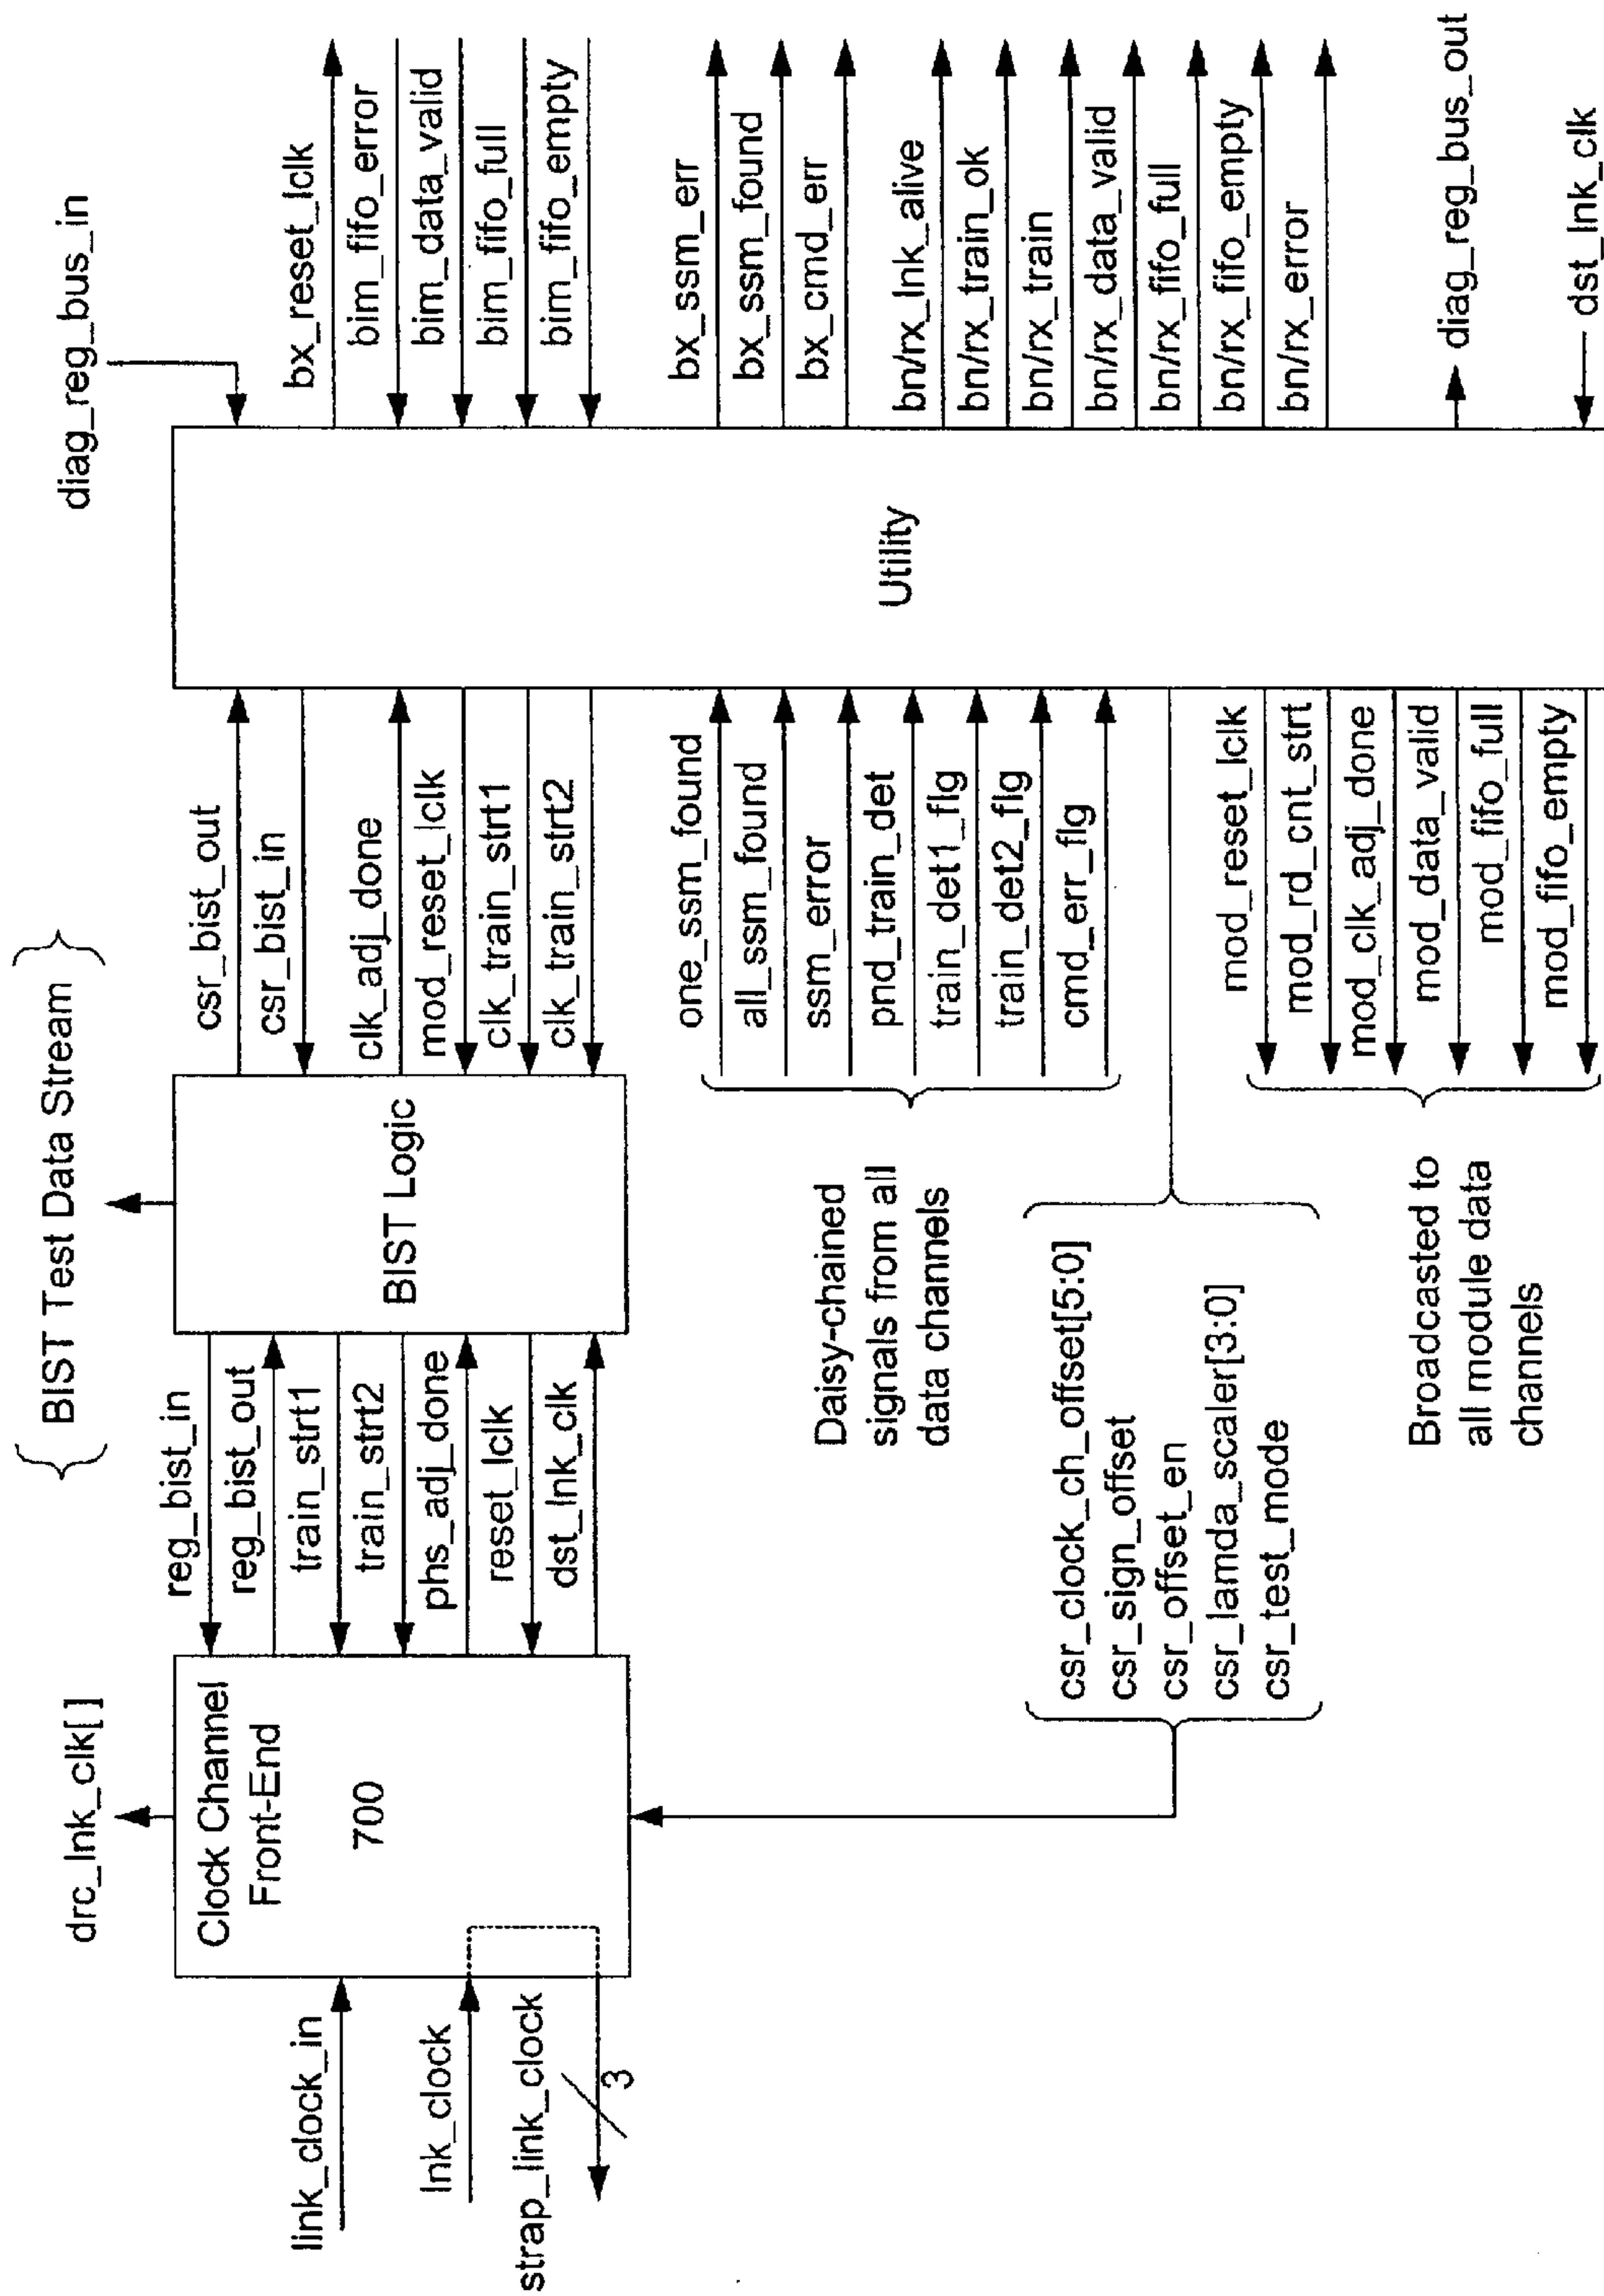 BIST Test Data Stream
drc_lnk_clk[ ]
diag_reg_bus_in
link_clock_in
lnk_clock
strap_link_clock
3
Clock Channel
Front-End
700
reg_bist_in
reg_bist_out
train_strt1
train_strt2
phs_adj_done
reset_lclk
dst_lnk_clk
BIST Logic
csr_bist_out
csr_bist_in
clk_adj_done
mod_reset_lclk
clk_train_strt1
clk_train_strt2
Utility
bx_reset_lclk
bim_fifo_error
bim_data_valid
bim_fifo_full
bim_fifo_empty
Daisy-chained
signals from all
data channels
one_ssm_found
all_ssm_found
ssm_error
pnd_train_det
train_det1_flg
train_det2_flg
cmd_err_flg
bx_ssm_err
bx_ssm_found
bx_cmd_err
bn/rx_lnk_alive
bn/rx_train_ok
bn/rx_train
bn/rx_data_valid
bn/rx_fifo_full
bn/rx_fifo_empty
bn/rx_error
csr_clock_ch_offset[5:0]
csr_sign_offset
csr_offset_en
csr_lamda_scaler[3:0]
csr_test_mode
Broadcasted to
all module data
channels
mod_reset_lclk
mod_rd_cnt_strt
mod_clk_adj_done
mod_data_valid
mod_fifo_full
mod_fifo_empty
diag_reg_bus_out
dst_lnk_clk